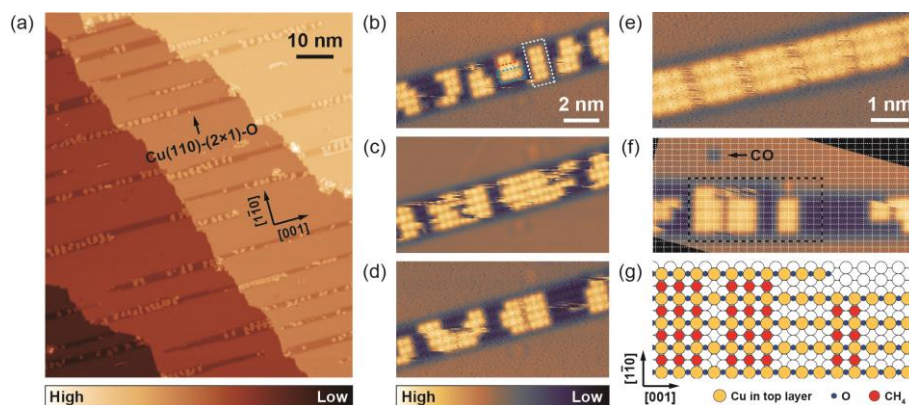 (a)
10 nm
Cu(110)-(2×1)-O
[11̅0]
[001]
High
Low
(b)
2 nm
(c)
(d)
High
Low
(e)
1 nm
(f)
CO
(g)
[11̅0]
[001]
Cu in top layer
O
CH₄